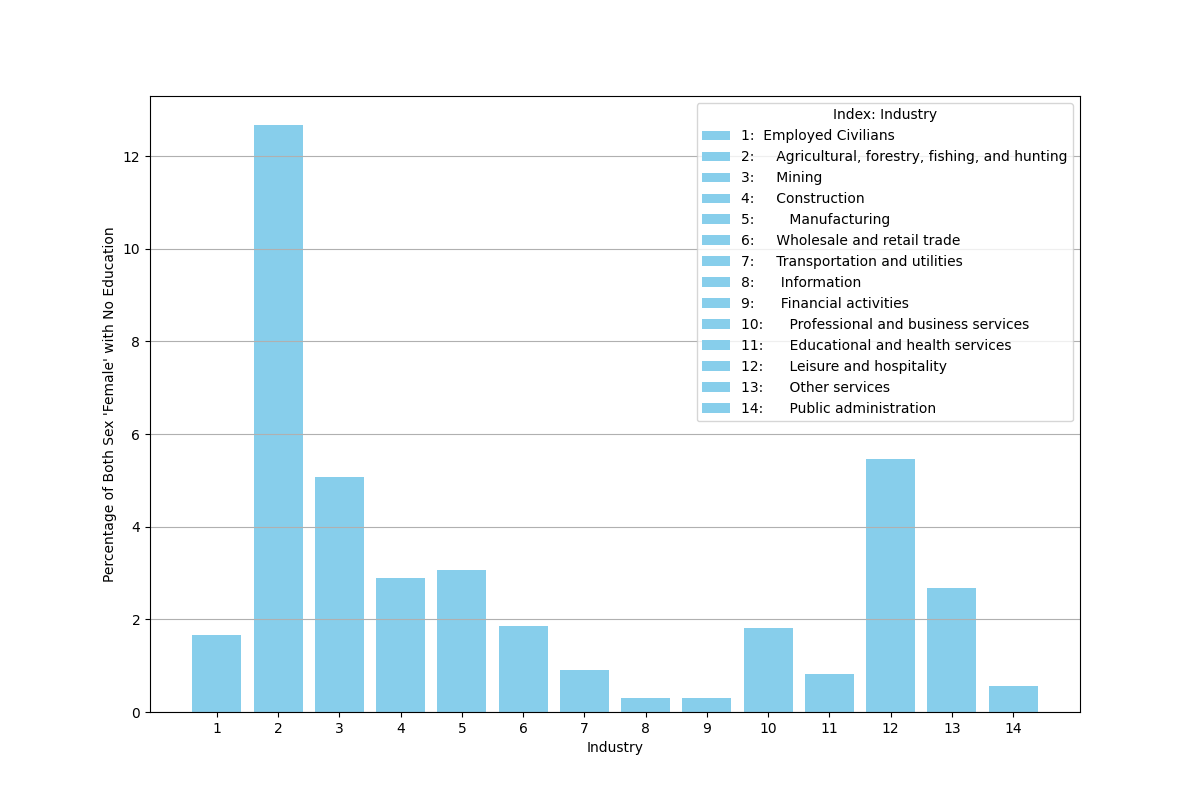 Index: Industry
1:  Employed Civilians
2:     Agricultural, forestry, fishing, and hunting
3:     Mining
4:     Construction
5:        Manufacturing
6:     Wholesale and retail trade
7:     Transportation and utilities
8:      Information
9:      Financial activities
10:      Professional and business services
11:      Educational and health services
12:      Leisure and hospitality
13:      Other services
14:      Public administration
Percentage of Both Sex 'Female' with No Education
12
10
8
6
4
2
0
1 2 3 4 5 6 7 8 9 10 11 12 13 14
Industry